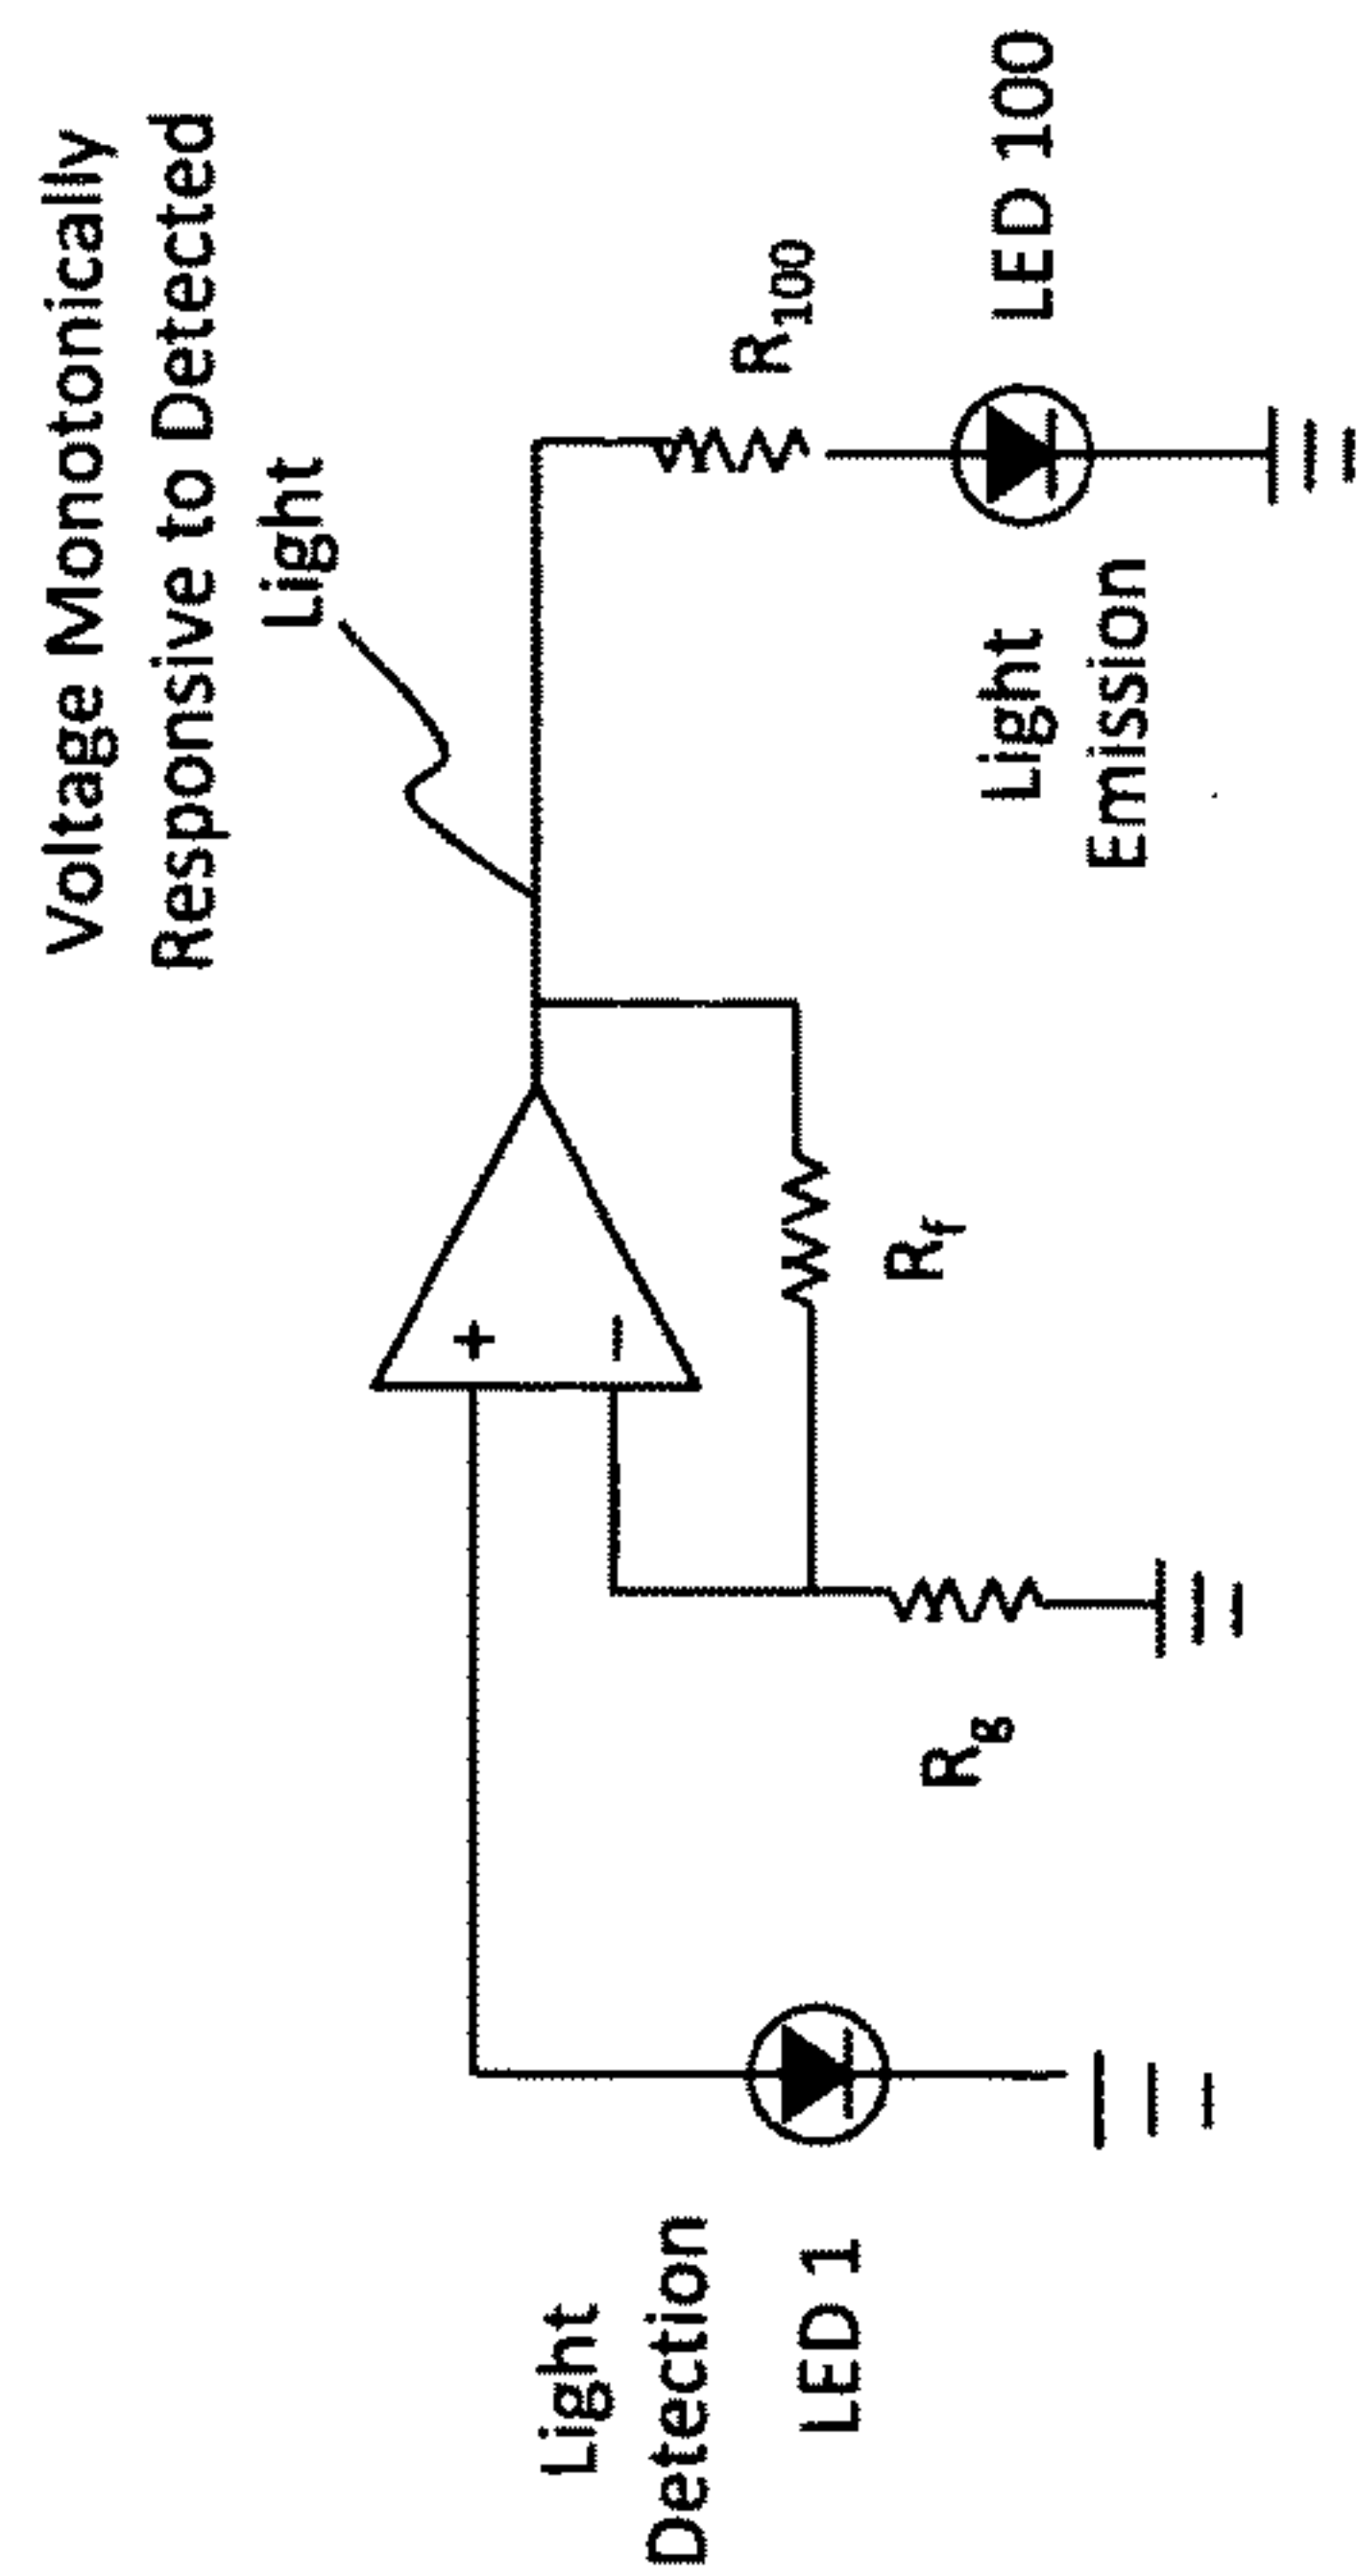 Voltage Monotonically
Responsive to Detected
Light
+
–
R100
LED 100
Light
Emission
Rf
Rg
Light
Detection
LED 1